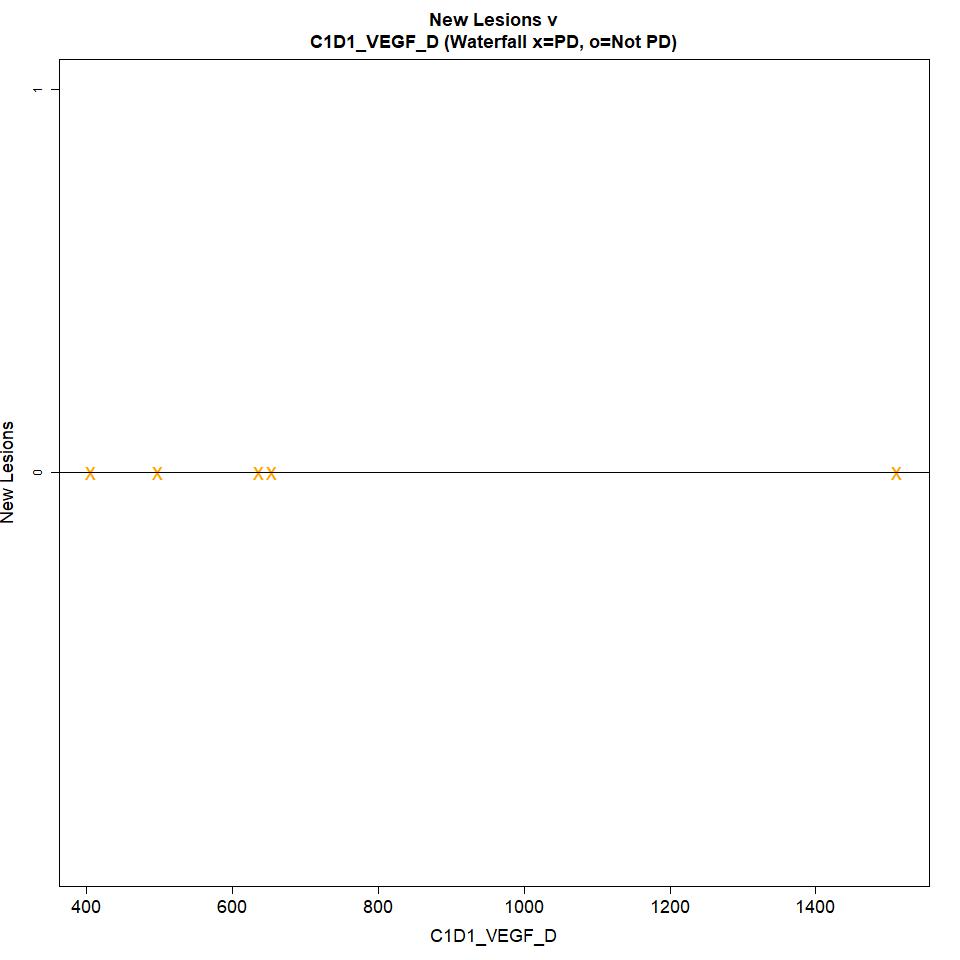 New Lesions v
C1D1_VEGF_D (Waterfall x=PD, o=Not PD)
1
0
New Lesions
x x x x x
400 600 800 1000 1200 1400
C1D1_VEGF_D